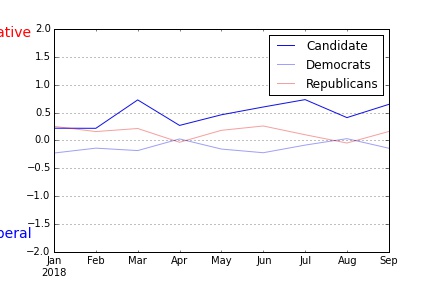 ative
Candidate
Democrats
Republicans
2.0
1.5
1.0
0.5
0.0
−0.5
−1.0
−1.5
−2.0
beral
Jan Feb Mar Apr May Jun Jul Aug Sep
2018